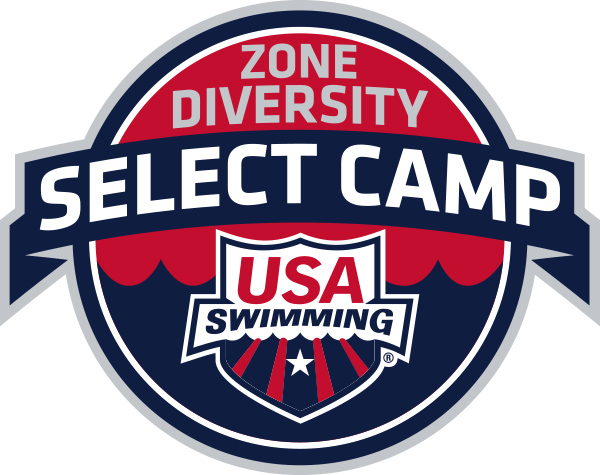 ZONE
DIVERSITY
SELECT CAMP
USA
SWIMMING
®